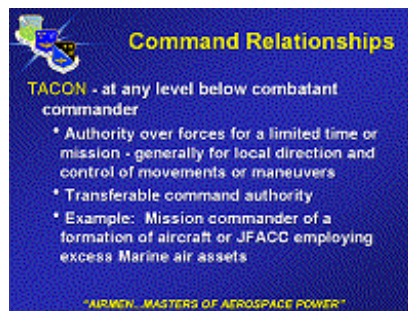 Command Relationships
TACON - at any level below combatant
commander
* Authority over forces for a limited time or
mission - generally for local direction and
control of movements or maneuvers
* Transferable command authority
* Example: Mission commander of a
formation of aircraft or JFACC employing
excess Marine air assets
"AIRMEN...MASTERS OF AEROSPACE POWER"